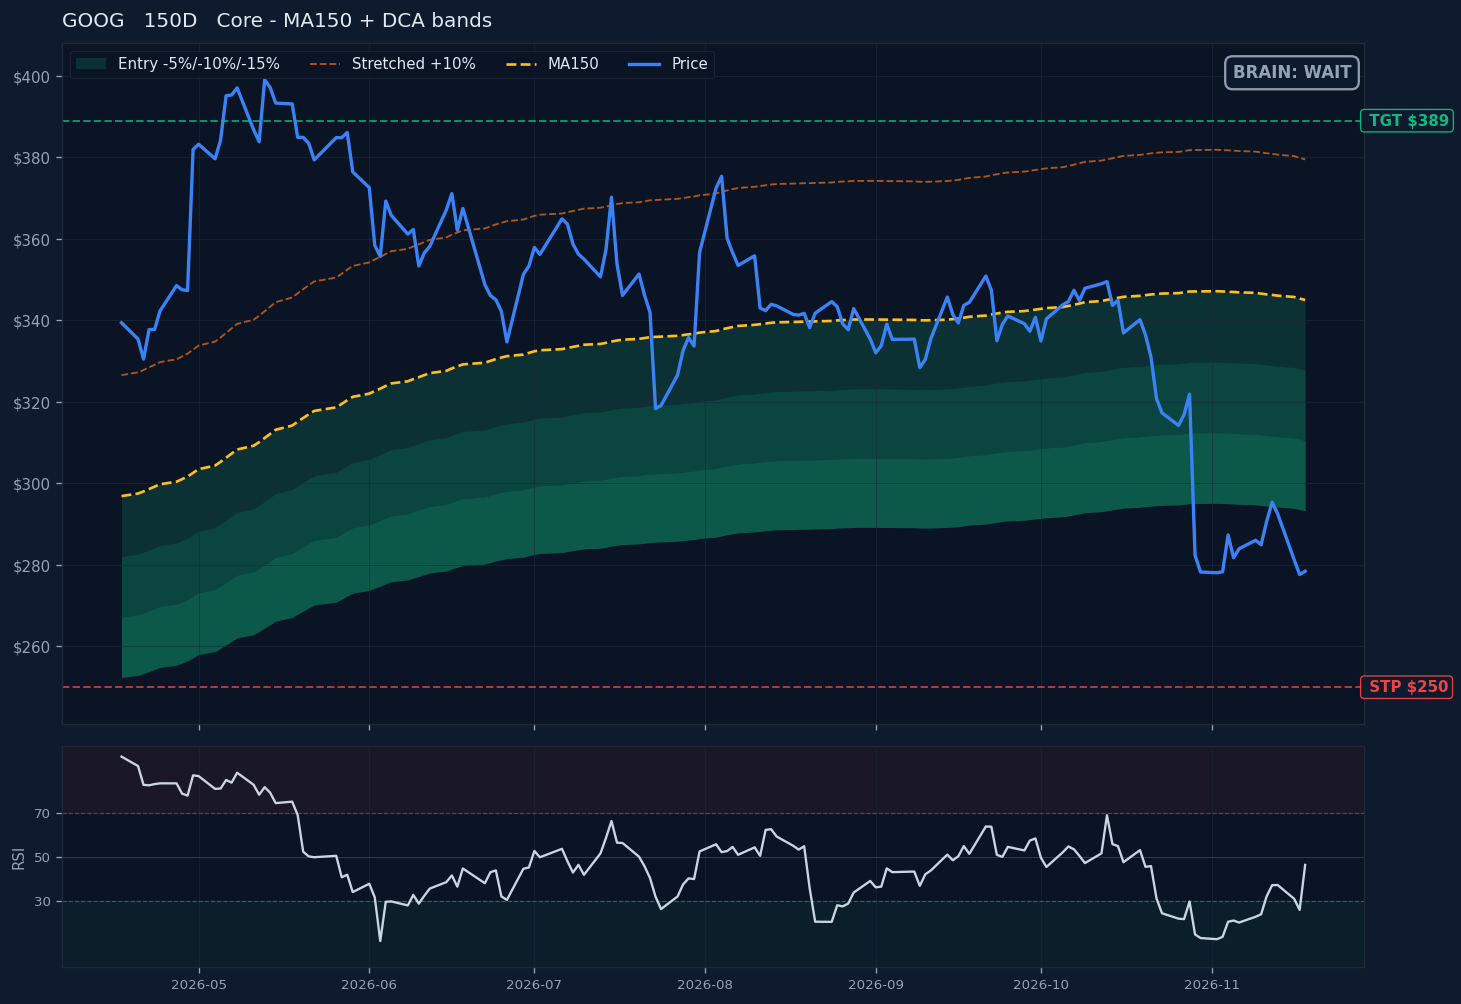 GOOG   150D   Core - MA150 + DCA bands
Entry -5%/-10%/-15%   Stretched +10%   MA150   Price
BRAIN: WAIT
$400
TGT $389
$380
$360
$340
$320
$300
$280
$260
STP $250
70
50
30
RSI
2026-05   2026-06   2026-07   2026-08   2026-09   2026-10   2026-11